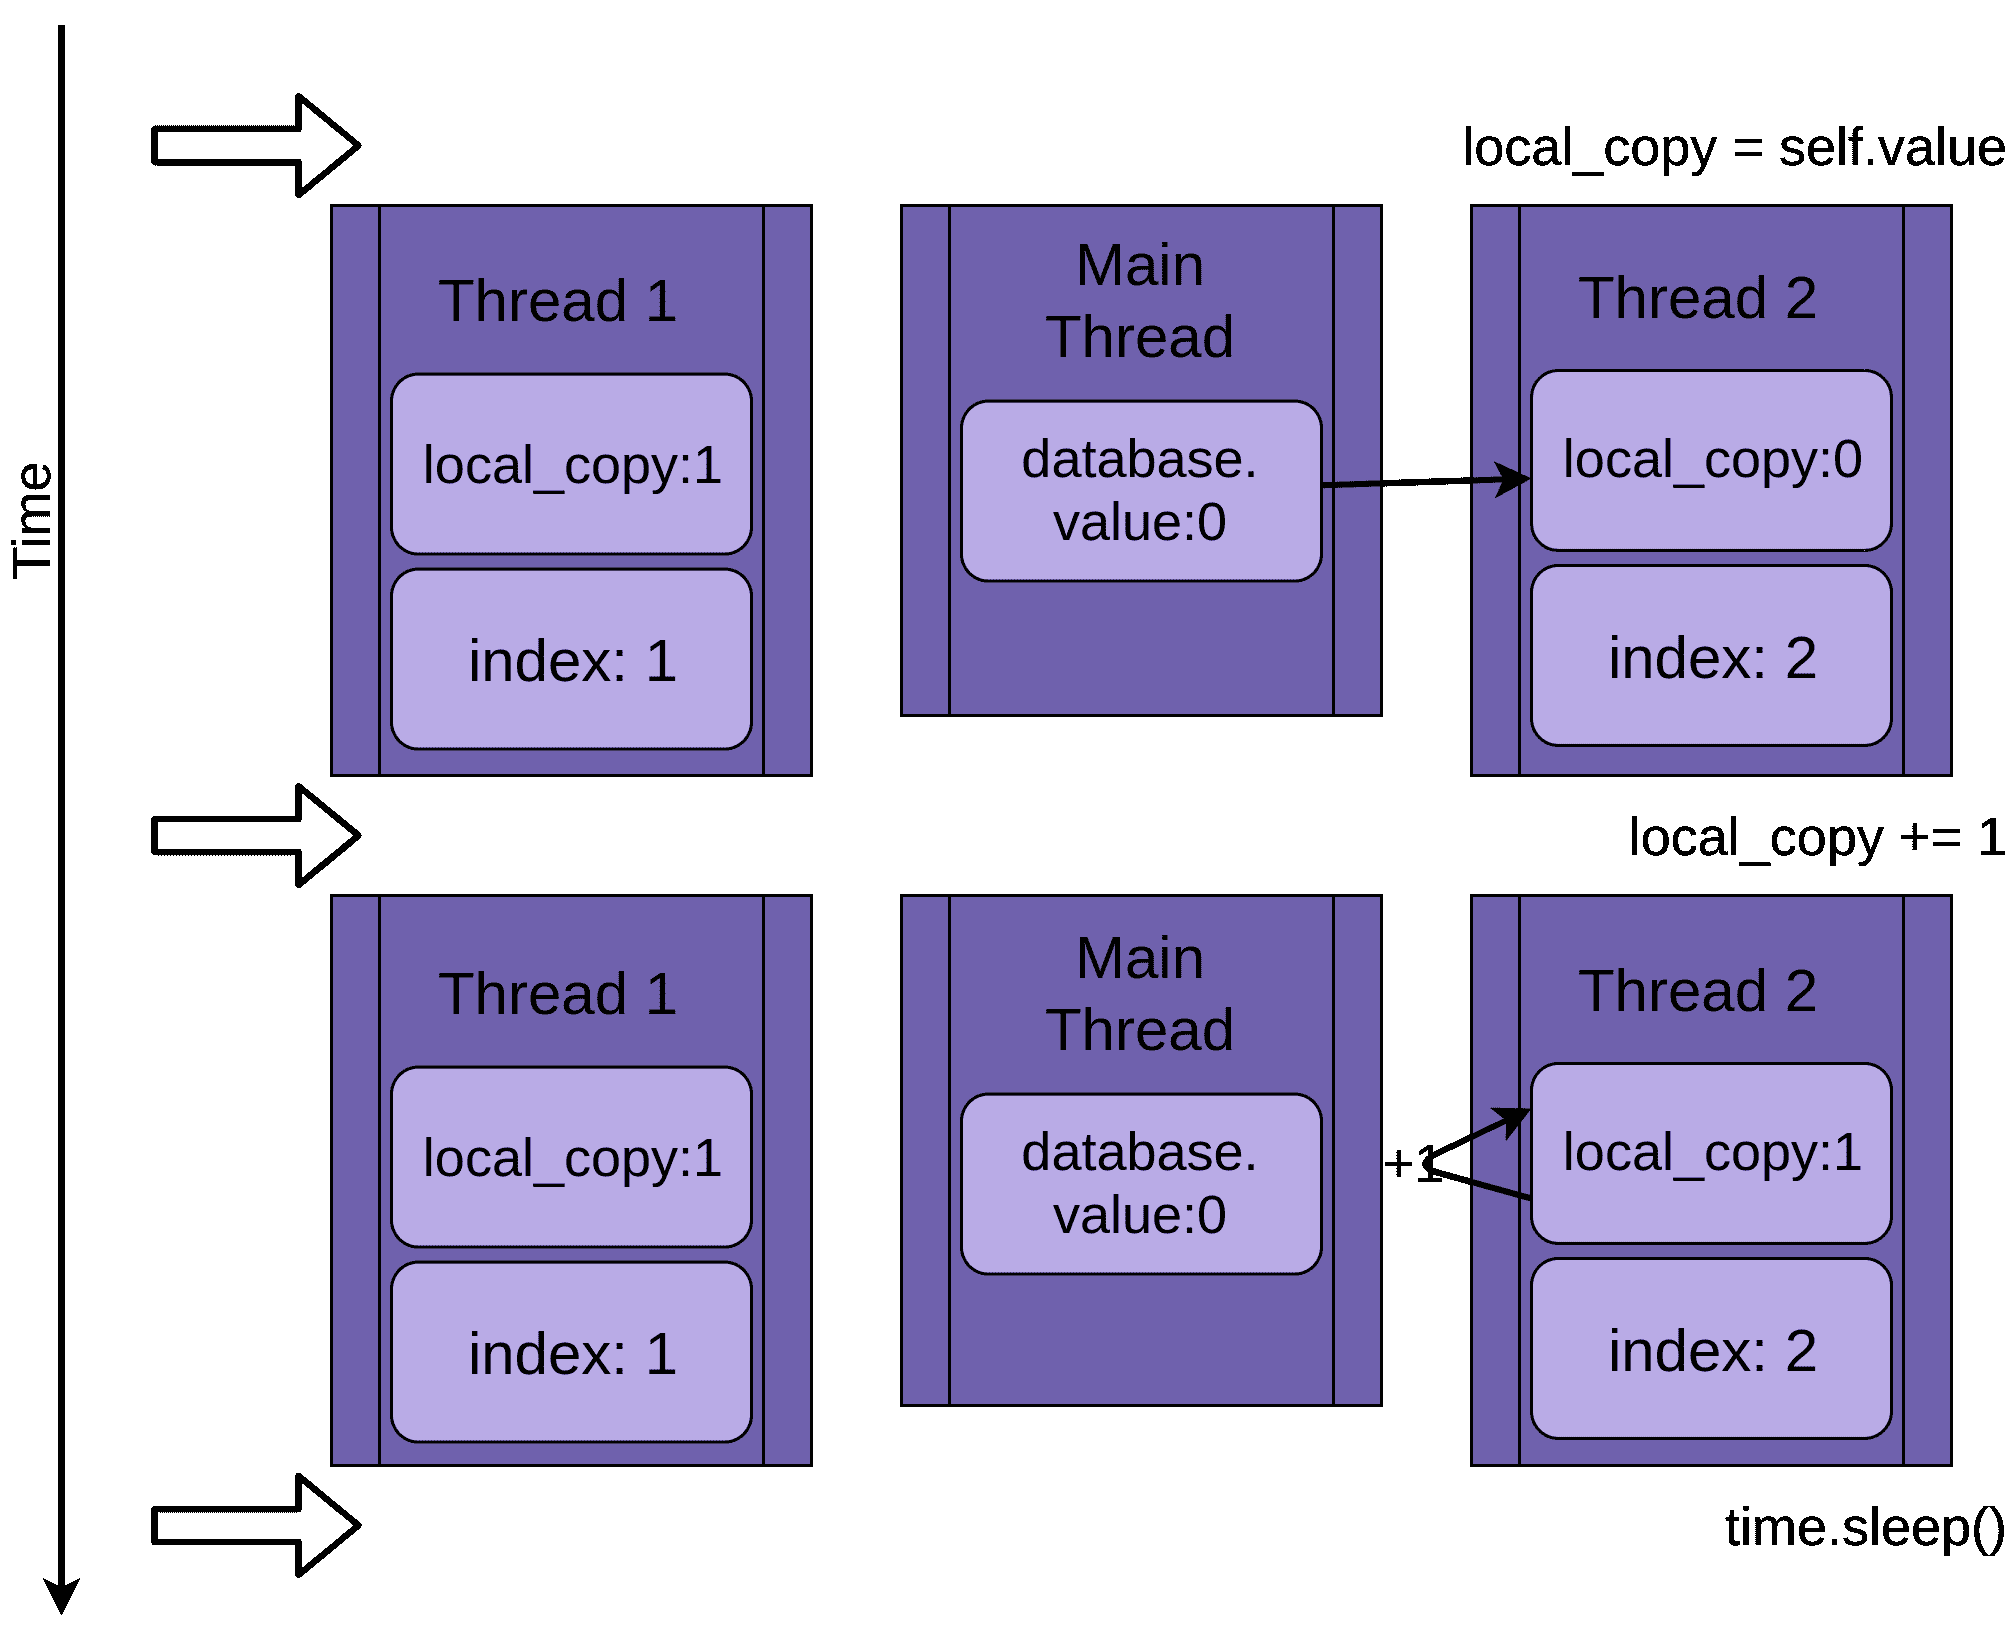 Time
local_copy = self.value
Thread 1
local_copy:1
index: 1
Main
Thread
database.
value:0
Thread 2
local_copy:0
index: 2
local_copy += 1
Thread 1
local_copy:1
index: 1
Main
Thread
database.
value:0
+1
Thread 2
local_copy:1
index: 2
time.sleep()